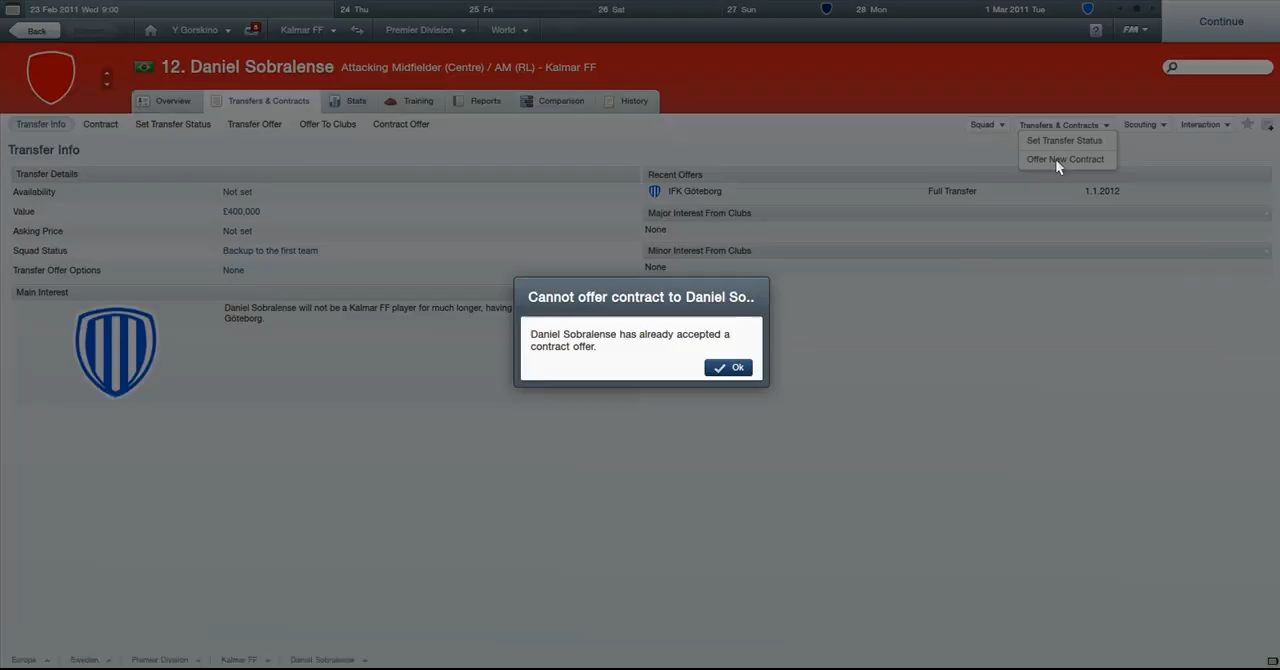 23 Feb 2011 Wed 9:00 24 Thu 25 Fri 26 Sat 27 Sun 28 Mon 1 Mar 2011 Tue Continue
Back Y.Gorskino Kalmar FF Premier Division World ? FM
12. Daniel Sobralense Attacking Midfielder (Centre) / AM (RL) - Kalmar FF
Overview Transfers & Contracts Stats Training Reports Comparison History
Transfer Info Contract Set Transfer Status Transfer Offer Offer To Clubs Contract Offer Squad Transfers & Contracts Scouting Interaction
Set Transfer Status
Offer New Contract
Transfer Info
Transfer Details Recent Offers
Availability Not set IFK Göteborg Full Transfer 1.1.2012
Value £400,000 Major Interest From Clubs
Asking Price Not set None
Squad Status Backup to the first team Minor Interest From Clubs
Transfer Offer Options None None
Main Interest
Daniel Sobralense will not be a Kalmar FF player for much longer, having
Göteborg.
Cannot offer contract to Daniel So..
Daniel Sobralense has already accepted a
contract offer.
Ok
Europe Sweden Premier Division Kalmar FF Daniel Sobralense